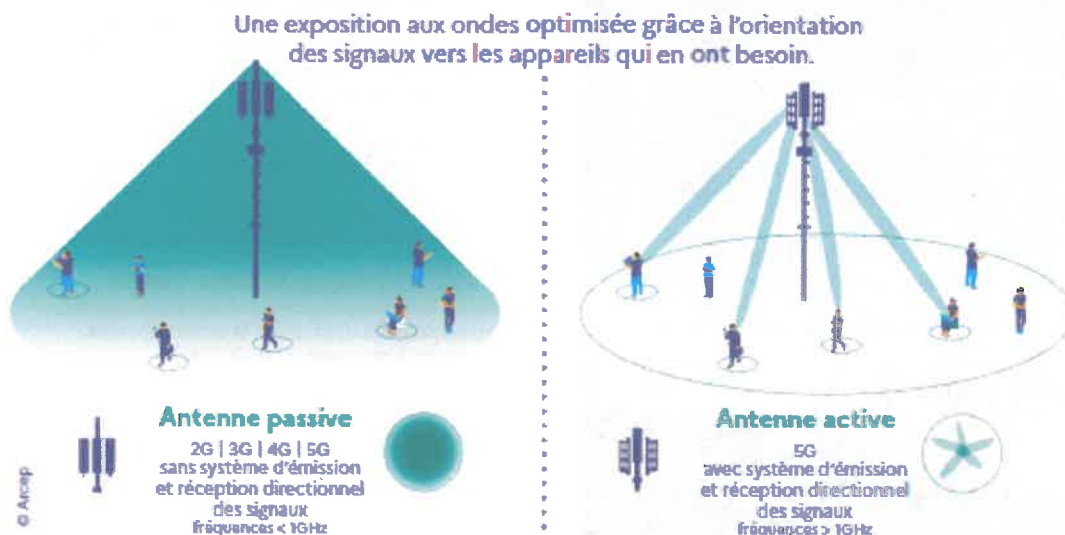 Une exposition aux ondes optimisée grâce à l'orientation
des signaux vers les appareils qui en ont besoin.
Antenne passive
2G | 3G | 4G | 5G
sans système d'émission
et réception directionnel
des signaux
fréquences < 1GHz
Antenne active
5G
avec système d'émission
et réception directionnel
des signaux
fréquences > 1GHz
© Arcep